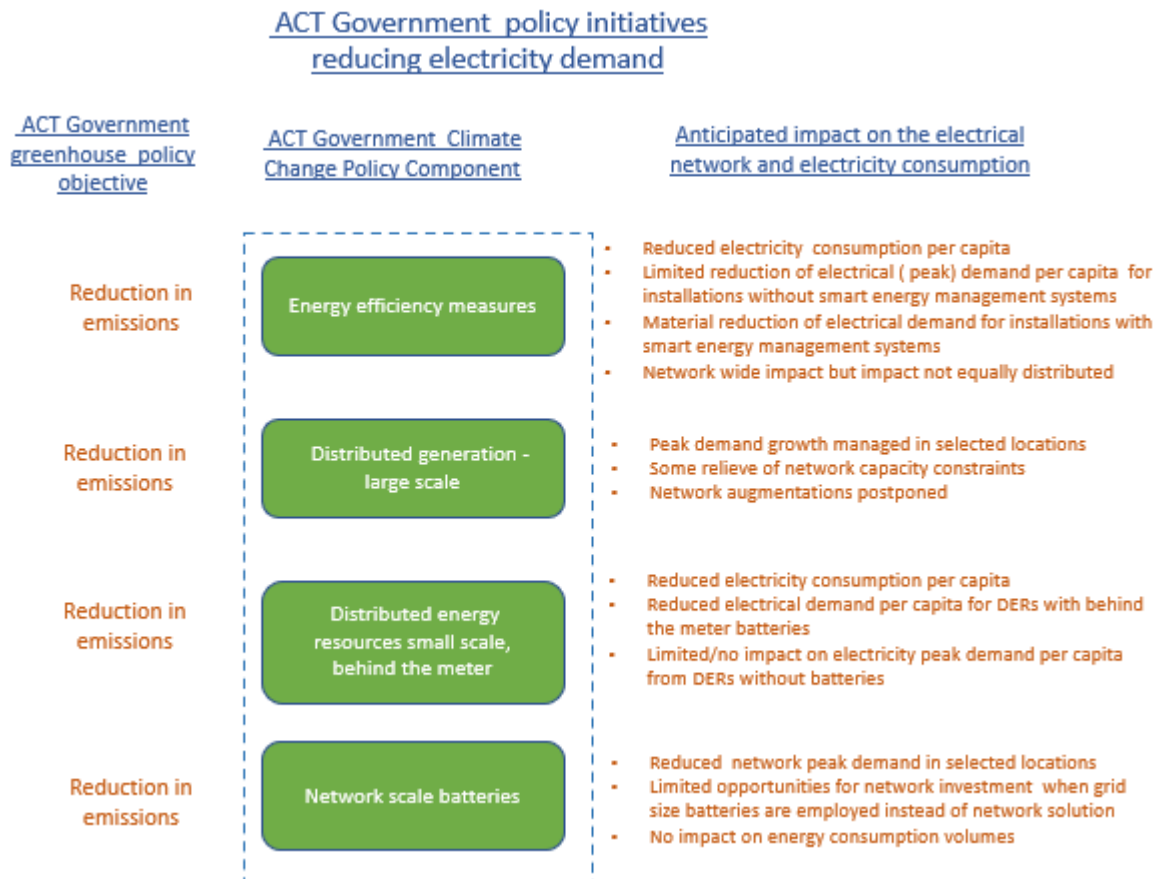 ACT Government policy initiatives
reducing electricity demand
ACT Government
greenhouse policy
objective
ACT Government Climate
Change Policy Component
Anticipated impact on the electrical
network and electricity consumption
Reduction in
emissions
Energy efficiency measures
▪ Reduced electricity consumption per capita
▪ Limited reduction of electrical ( peak) demand per capita for
installations without smart energy management systems
▪ Material reduction of electrical demand for installations with
smart energy management systems
▪ Network wide impact but impact not equally distributed
Reduction in
emissions
Distributed generation -
large scale
▪ Peak demand growth managed in selected locations
▪ Some relieve of network capacity constraints
▪ Network augmentations postponed
Reduction in
emissions
Distributed energy
resources small scale,
behind the meter
▪ Reduced electricity consumption per capita
▪ Reduced electrical demand per capita for DERs with behind
the meter batteries
▪ Limited/no impact on electricity peak demand per capita
from DERs without batteries
Reduction in
emissions
Network scale batteries
▪ Reduced network peak demand in selected locations
▪ Limited opportunities for network investment when grid
size batteries are employed instead of network solution
▪ No impact on energy consumption volumes